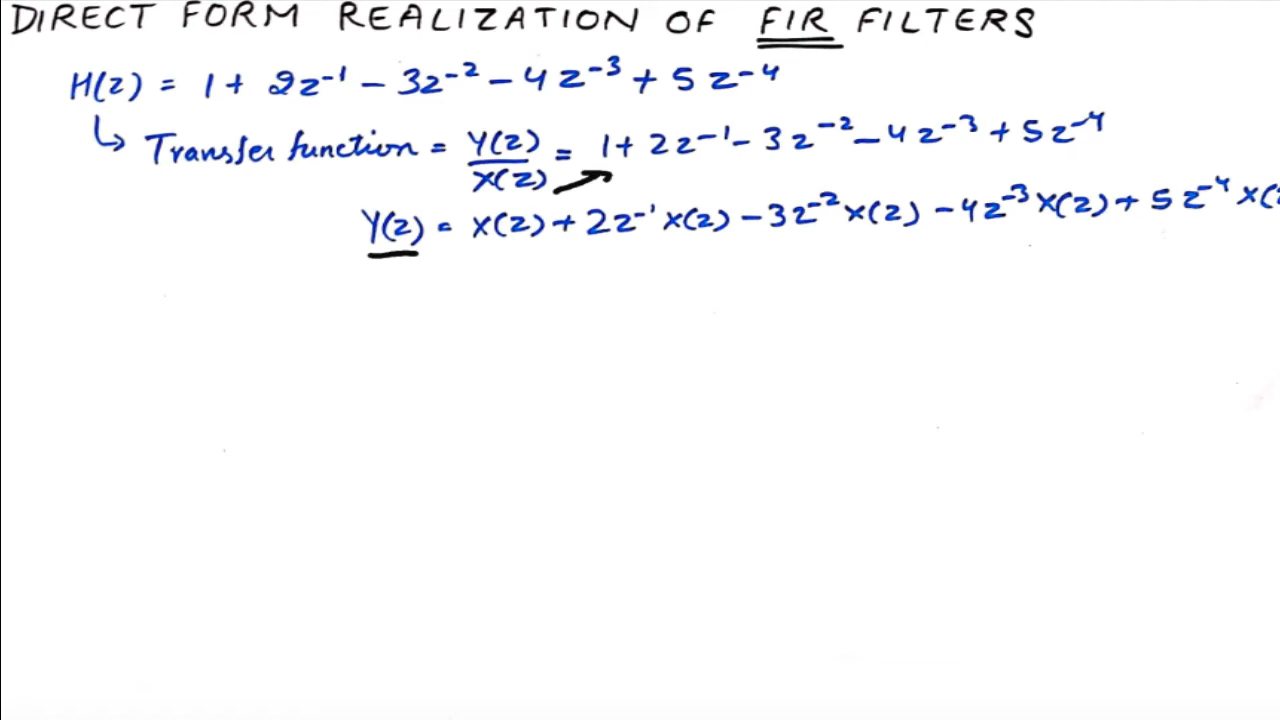 DIRECT FORM REALIZATION OF FIR FILTERS
H(z) = 1 + 2z⁻¹ - 3z⁻² - 4z⁻³ + 5z⁻⁴
↳ Transfer function = Y(z)/X(z) = 1 + 2z⁻¹ - 3z⁻² - 4z⁻³ + 5z⁻⁴
Y(z) = X(z) + 2z⁻¹X(z) - 3z⁻²X(z) - 4z⁻³X(z) + 5z⁻⁴X(